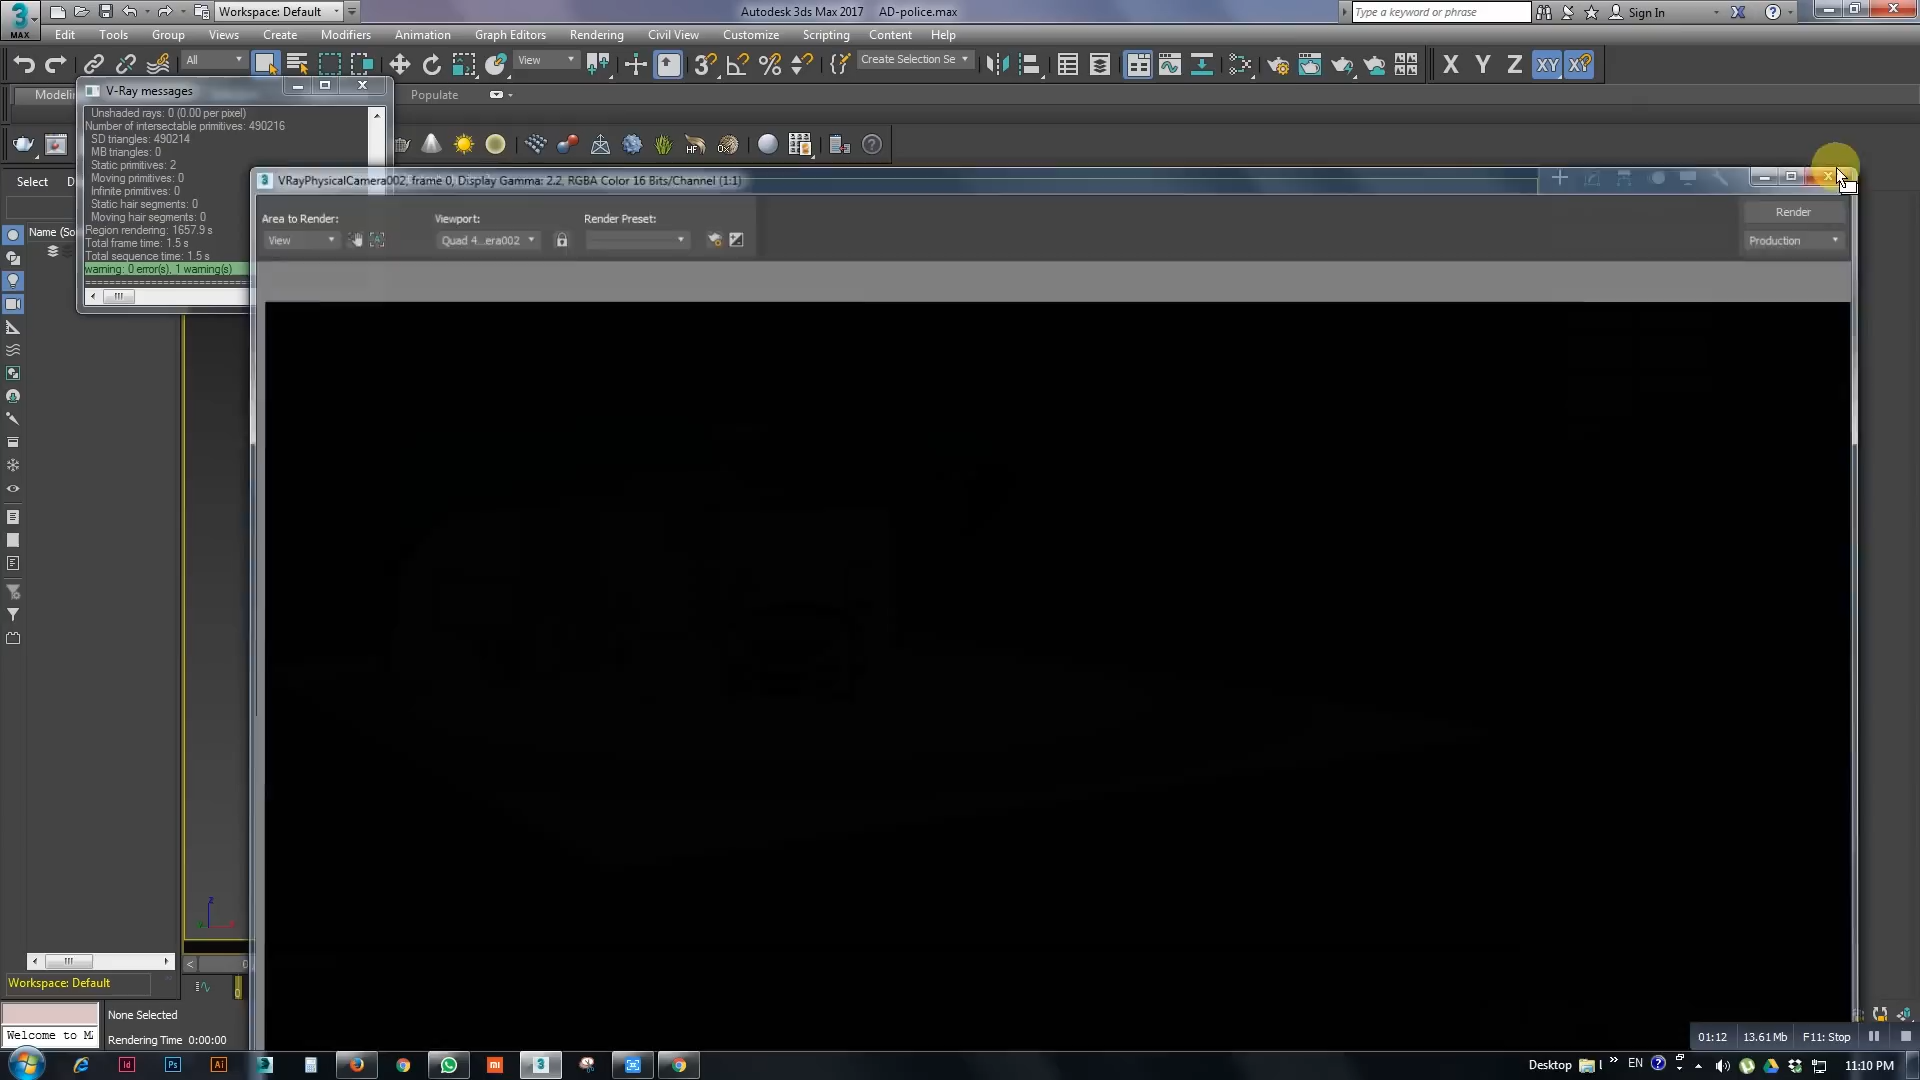 Workspace: Default
Autodesk 3ds Max 2017    AD-police.max
Type a keyword or phrase
Sign In
MAX
Edit  Tools  Group  Views  Create  Modifiers  Animation  Graph Editors  Rendering  Civil View  Customize  Scripting  Content  Help
All
View
Create Selection Se
X  Y  Z  XY
V-Ray messages
Populate
Unshaded rays: 0 (0.00 per pixel)
Number of intersectable primitives: 490216
SD triangles: 490214
MB triangles: 0
Static primitives: 2
Moving primitives: 0
Infinite primitives: 0
Static hair segments: 0
Moving hair segments: 0
Region rendering: 1657.9 s
Total frame time: 1.5 s
Total sequence time: 1.5 s
warning: 0 error(s), 1 warning(s)
Select
Name (So
VRayPhysicalCamera002, frame 0, Display Gamma: 2.2, RGBA Color 16 Bits/Channel (1:1)
Area to Render:
View
Viewport:
Quad 4...era002
Render Preset:
Render
Production
Workspace: Default
0
None Selected
Welcome to M
Rendering Time 0:00:00
01:12  13.61 Mb  F11: Stop
Desktop
EN
11:10 PM